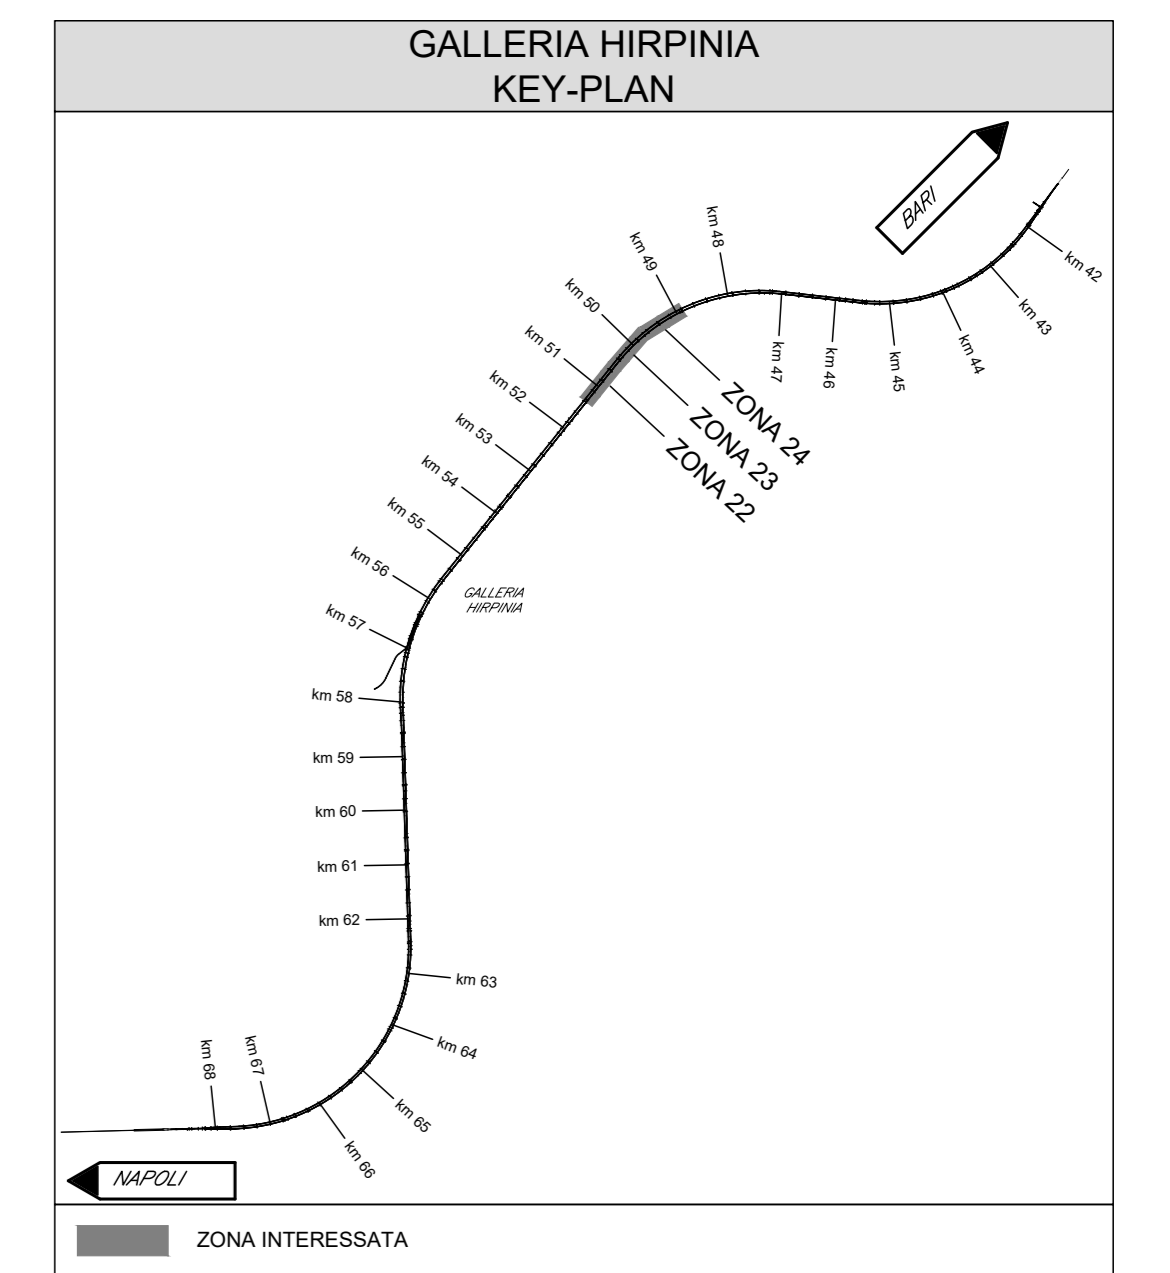 GALLERIA HIRPINIA
KEY-PLAN
BARI
km 42
km 43
km 44
km 45
km 46
km 47
km 48
km 49
km 50
km 51
km 52
km 53
km 54
km 55
km 56
km 57
km 58
km 59
km 60
km 61
km 62
km 63
km 64
km 65
km 66
km 67
km 68
ZONA 24
ZONA 23
ZONA 22
GALLERIA
HIRPINIA
NAPOLI
ZONA INTERESSATA